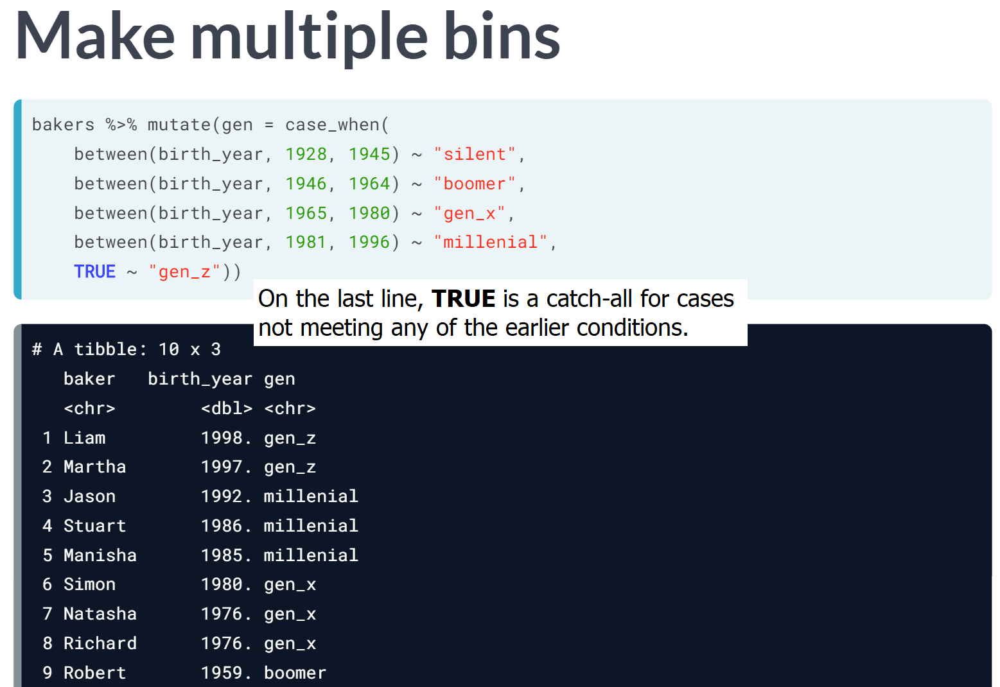 Make multiple bins
bakers %>% mutate(gen = case_when(
    between(birth_year, 1928, 1945) ~ "silent",
    between(birth_year, 1946, 1964) ~ "boomer",
    between(birth_year, 1965, 1980) ~ "gen_x",
    between(birth_year, 1981, 1996) ~ "millenial",
    TRUE ~ "gen_z"))
On the last line, TRUE is a catch-all for cases
not meeting any of the earlier conditions.
# A tibble: 10 x 3
   baker   birth_year gen
   <chr>        <dbl> <chr>
 1 Liam         1998. gen_z
 2 Martha       1997. gen_z
 3 Jason        1992. millenial
 4 Stuart       1986. millenial
 5 Manisha      1985. millenial
 6 Simon        1980. gen_x
 7 Natasha      1976. gen_x
 8 Richard      1976. gen_x
 9 Robert       1959. boomer